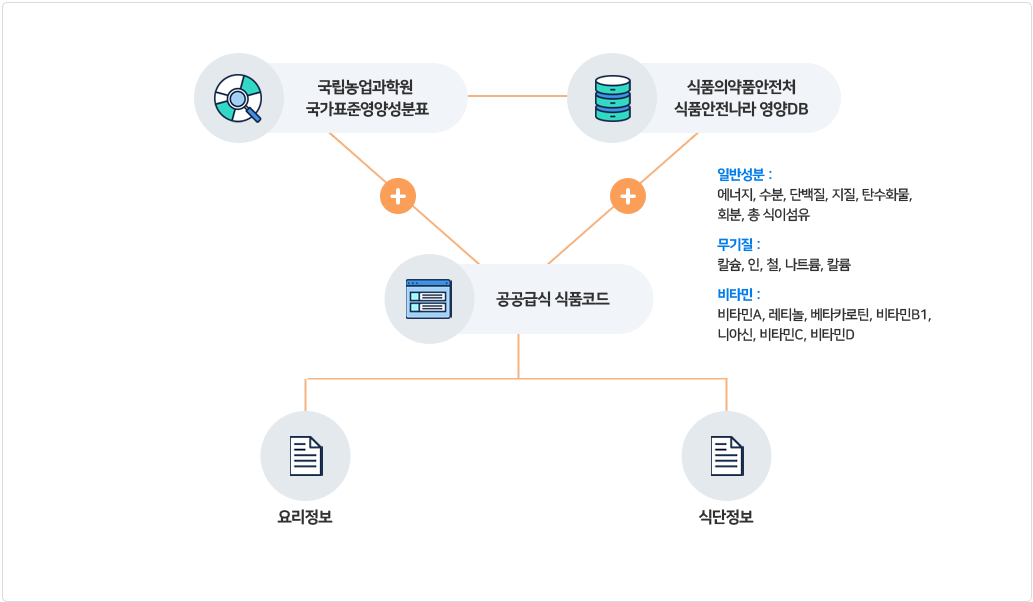 국립농업과학원
국가표준영양성분표
식품의약품안전처
식품안전나라 영양DB
일반성분 :
에너지, 수분, 단백질, 지질, 탄수화물,
회분, 총 식이섬유
무기질 :
칼슘, 인, 철, 나트륨, 칼륨
비타민 :
비타민A, 레티놀, 베타카로틴, 비타민B1,
니아신, 비타민C, 비타민D
공공급식 식품코드
요리정보
식단정보